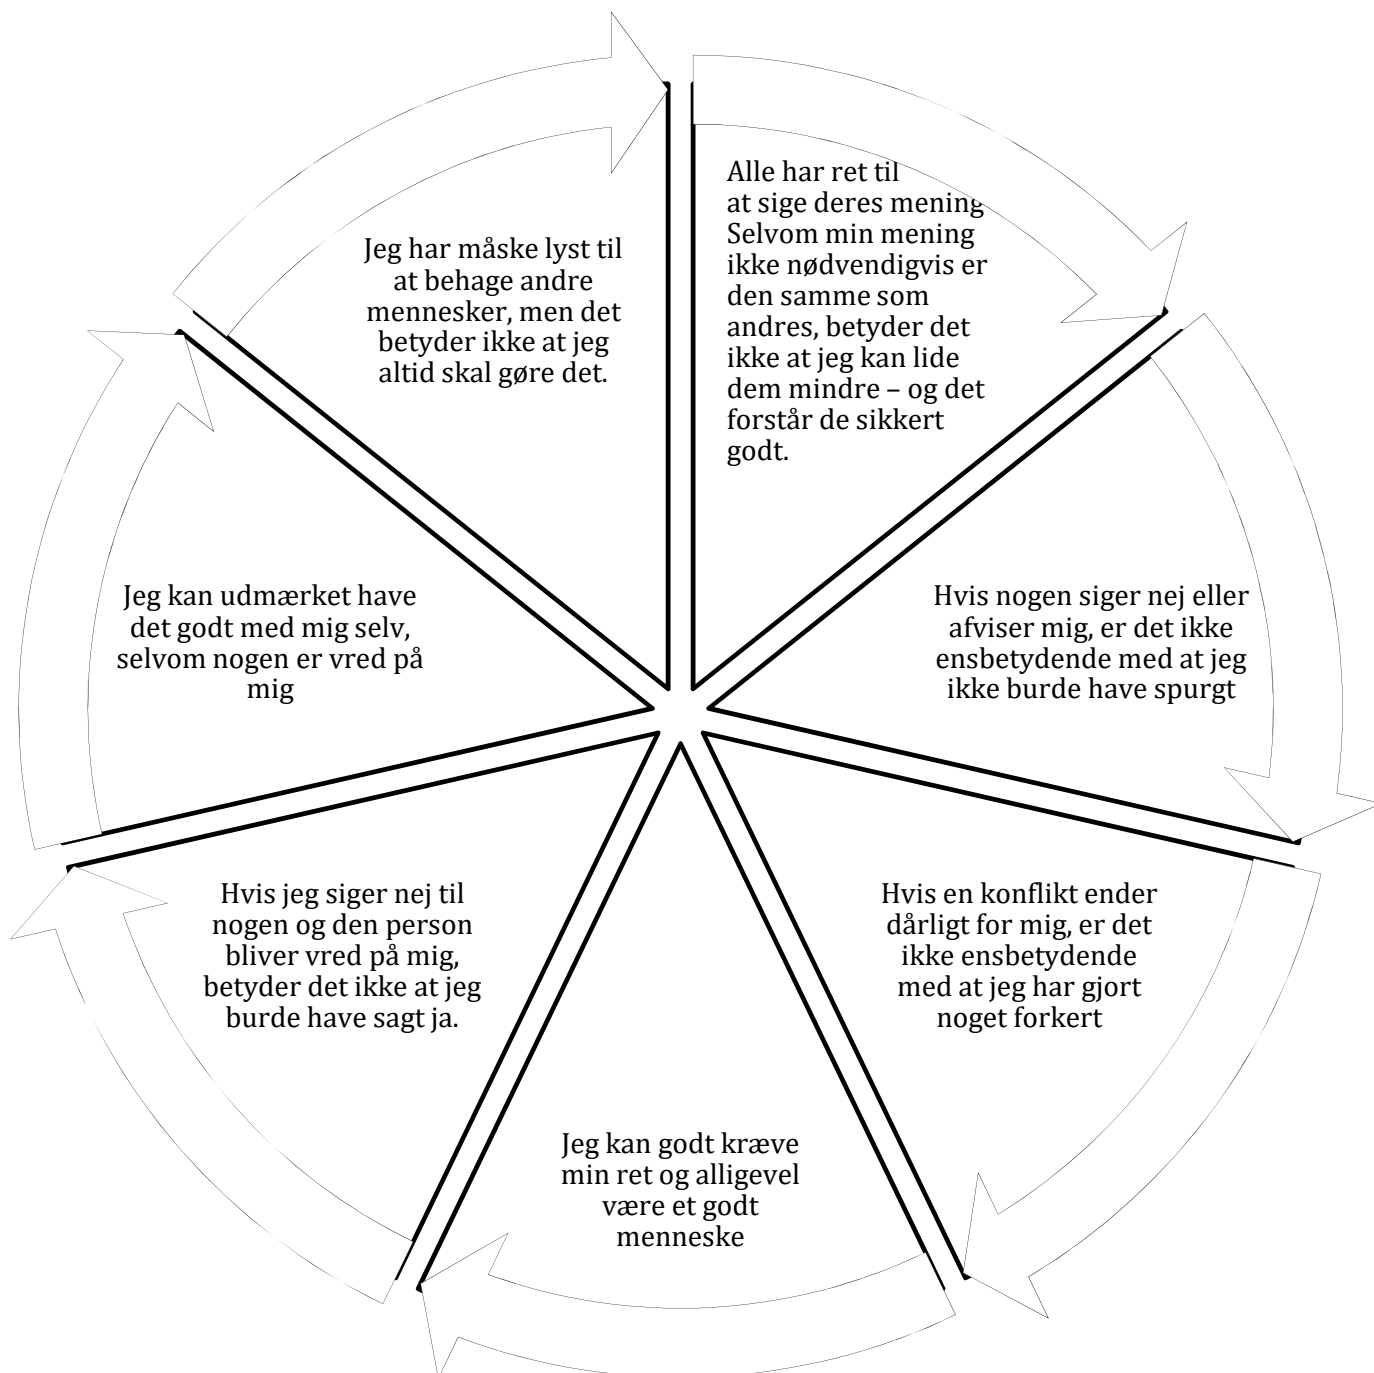 Alle har ret til
at sige deres mening
Selvom min mening
ikke nødvendigvis er
den samme som
andres, betyder det
ikke at jeg kan lide
dem mindre – og det
forstår de sikkert
godt.
Hvis nogen siger nej eller
afviser mig, er det ikke
ensbetydende med at jeg
ikke burde have spurgt
Hvis en konflikt ender
dårligt for mig, er det
ikke ensbetydende
med at jeg har gjort
noget forkert
Jeg kan godt kræve
min ret og alligevel
være et godt
menneske
Hvis jeg siger nej til
nogen og den person
bliver vred på mig,
betyder det ikke at jeg
burde have sagt ja.
Jeg kan udmærket have
det godt med mig selv,
selvom nogen er vred på
mig
Jeg har måske lyst til
at behage andre
mennesker, men det
betyder ikke at jeg
altid skal gøre det.